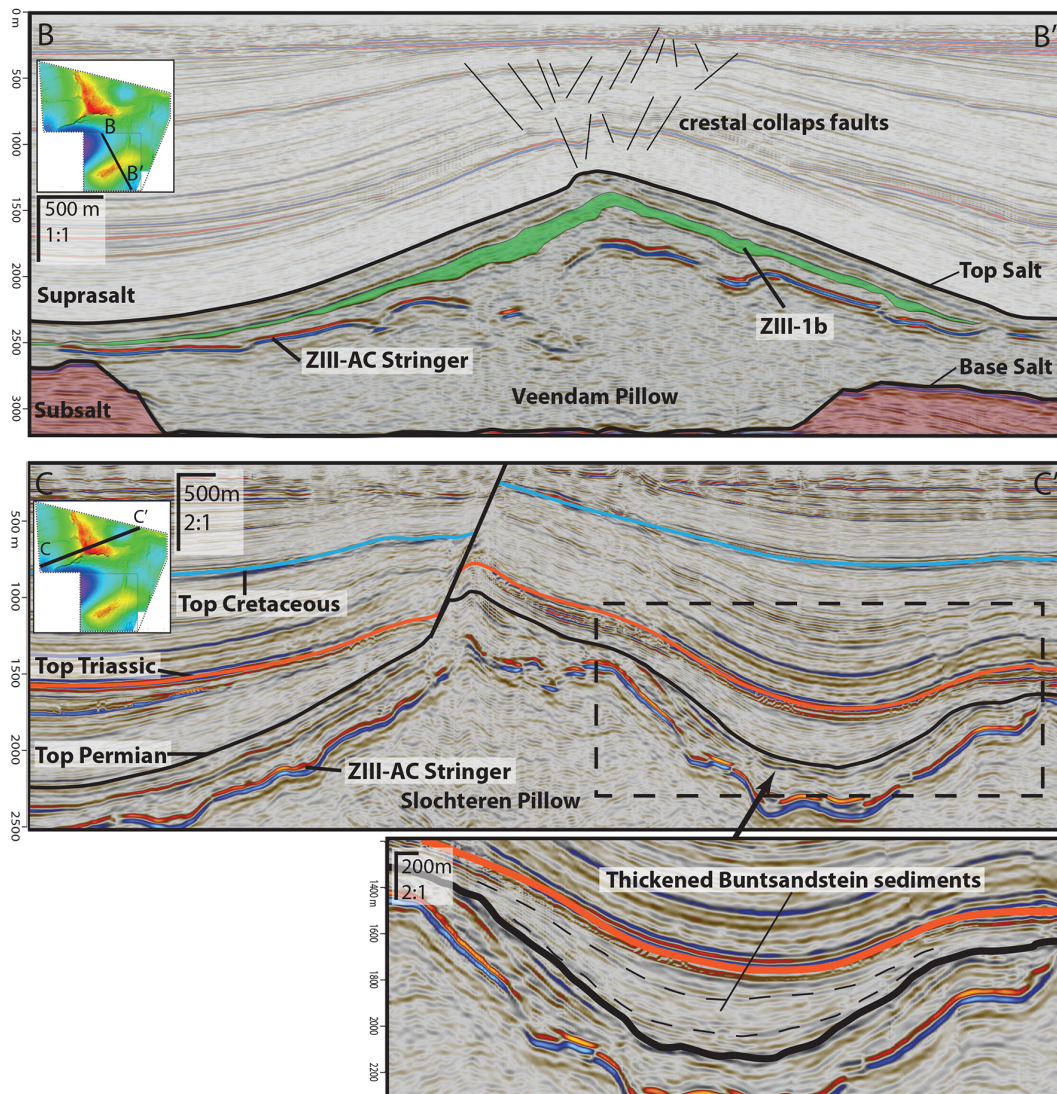 B
B'
0 m
500
1000
1500
2000
2500
3000
B
B'
500 m
1:1
crestal collaps faults
Top Salt
Suprasalt
ZIII-1b
ZIII-AC Stringer
Base Salt
Veendam Pillow
Subsalt
C
C'
500 m
1000
1500
2000
2500
500m
2:1
C'
C
Top Cretaceous
Top Triassic
Top Permian
ZIII-AC Stringer
Slochteren Pillow
200m
2:1
1400 m
1600
1800
2000
2200
Thickened Buntsandstein sediments